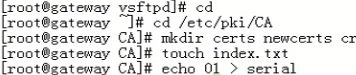 [root@gateway vsftpd]# cd
[root@gateway ~]# cd /etc/pki/CA
[root@gateway CA]# mkdir certs newcerts cr
[root@gateway CA]# touch index.txt
[root@gateway CA]# echo 01 > serial